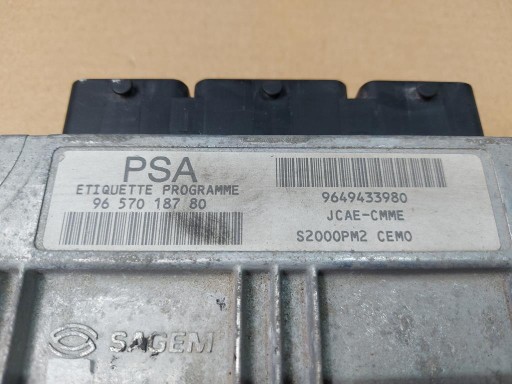 PSA
ETIQUETTE PROGRAMME
96 570 187 80
9649433980
JCAE-CMME
S2000PM2 CEMO
SAGEM